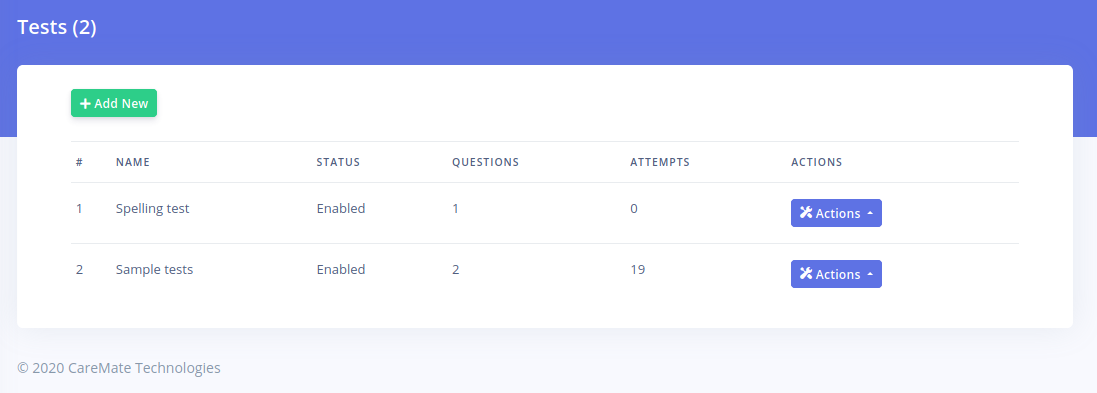 Tests (2)
Add New
# NAME STATUS QUESTIONS ATTEMPTS ACTIONS
1 Spelling test Enabled 1 0 Actions
2 Sample tests Enabled 2 19 Actions
© 2020 CareMate Technologies